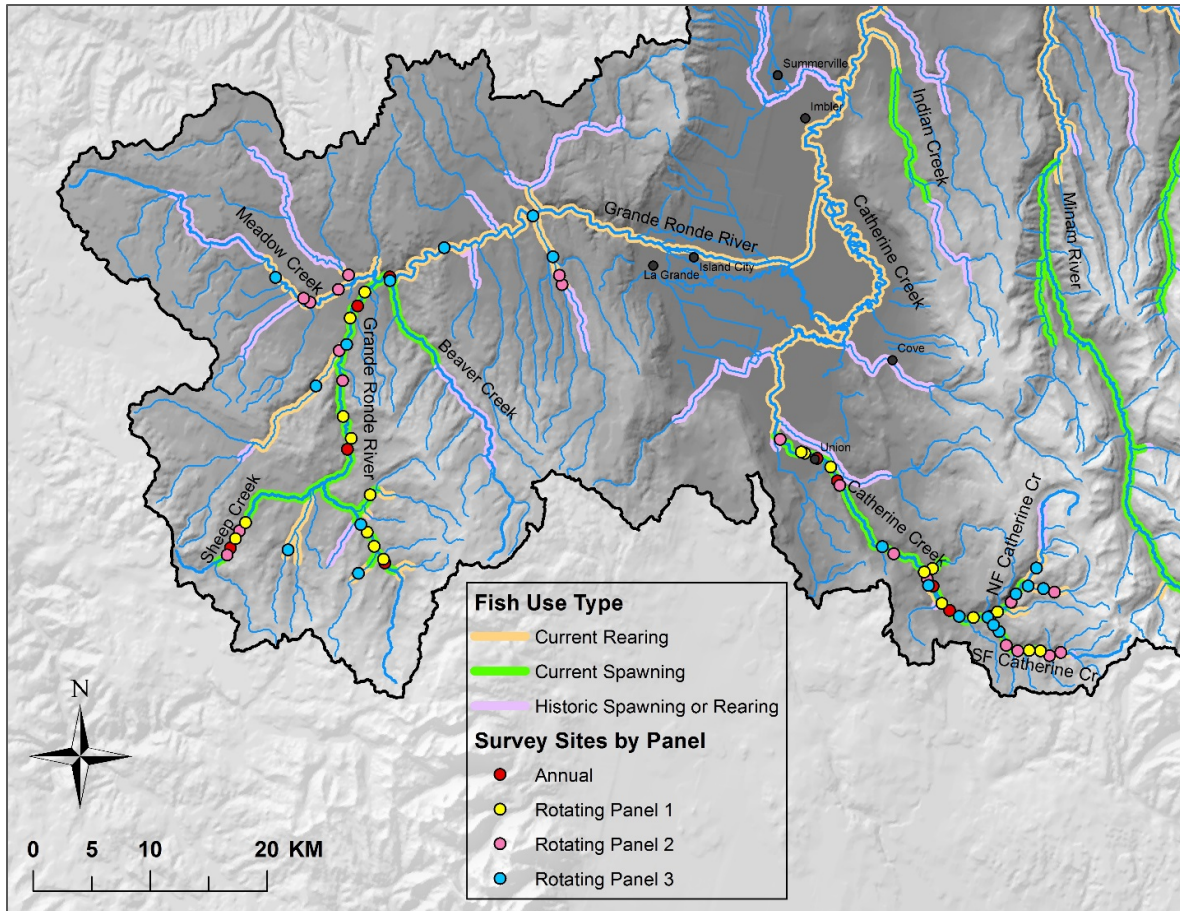 Summerville
Imbler
Indian Creek
Minam River
Meadow Creek
Grande Ronde River
Catherine Creek
Island City
La Grande
Grande Ronde River
Beaver Creek
Cove
Union
Sheep Creek
Catherine Creek
NF Catherine Cr
SF Catherine Cr
Fish Use Type
Current Rearing
Current Spawning
Historic Spawning or Rearing
Survey Sites by Panel
Annual
Rotating Panel 1
Rotating Panel 2
Rotating Panel 3
N
0 5 10 20 KM